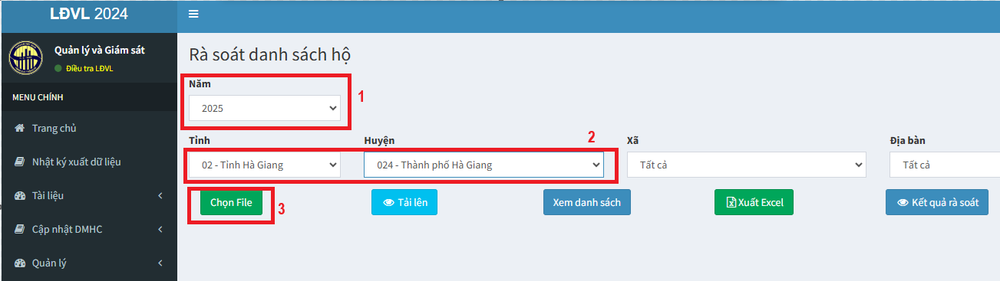 LĐVL 2024
Quản lý và Giám sát
Điều tra LĐVL
MENU CHÍNH
Trang chủ
Nhật ký xuất dữ liệu
Tài liệu
Cập nhật DMHC
Quản lý
Rà soát danh sách hộ
Năm
1
2025
2
Tỉnh Huyện Xã Địa bàn
02 - Tỉnh Hà Giang 024 - Thành phố Hà Giang Tất cả Tất cả
Chọn File 3 Tải lên Xem danh sách Xuất Excel Kết quả rà soát